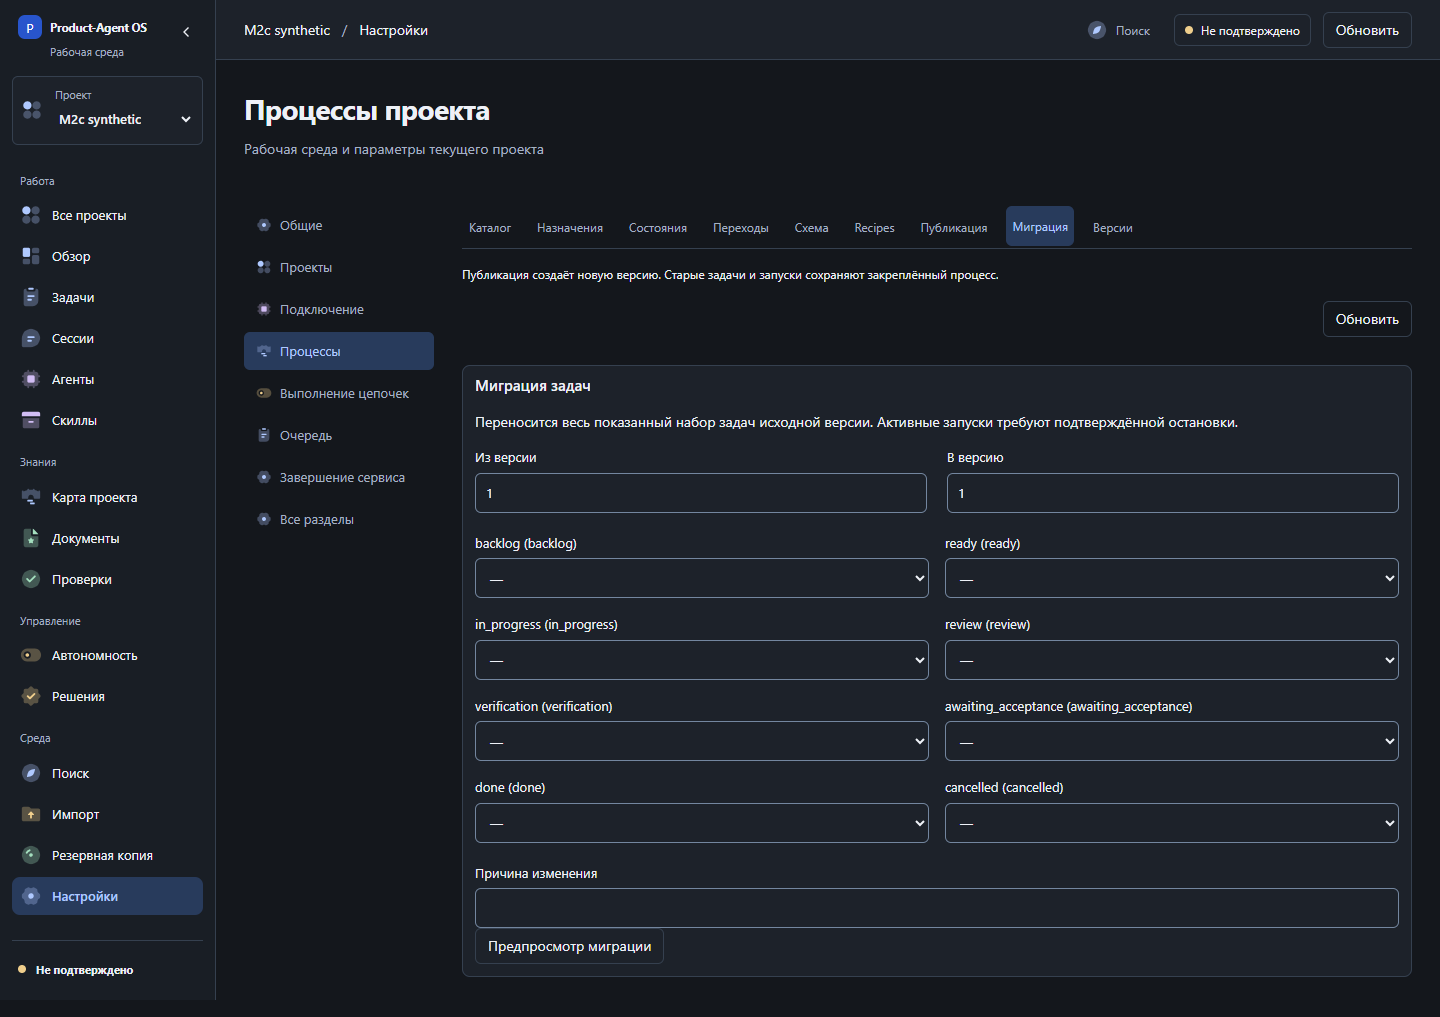 P
Product-Agent OS
Рабочая среда
Проект
M2c synthetic
Работа
Все проекты
Обзор
Задачи
Сессии
Агенты
Скиллы
Знания
Карта проекта
Документы
Проверки
Управление
Автономность
Решения
Среда
Поиск
Импорт
Резервная копия
Настройки
Не подтверждено
M2c synthetic / Настройки
Поиск
Не подтверждено
Обновить
Процессы проекта
Рабочая среда и параметры текущего проекта
Общие
Проекты
Подключение
Процессы
Выполнение цепочек
Очередь
Завершение сервиса
Все разделы
Каталог Назначения Состояния Переходы Схема Recipes Публикация Миграция Версии
Публикация создаёт новую версию. Старые задачи и запуски сохраняют закреплённый процесс.
Обновить
Миграция задач
Переносится весь показанный набор задач исходной версии. Активные запуски требуют подтверждённой остановки.
Из версии В версию
1 1
backlog (backlog) ready (ready)
— —
in_progress (in_progress) review (review)
— —
verification (verification) awaiting_acceptance (awaiting_acceptance)
— —
done (done) cancelled (cancelled)
— —
Причина изменения
Предпросмотр миграции